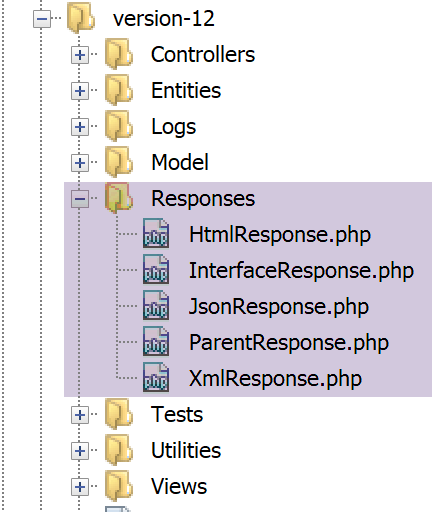 version-12
Controllers
Entities
Logs
Model
Responses
HtmlResponse.php
InterfaceResponse.php
JsonResponse.php
ParentResponse.php
XmlResponse.php
Tests
Utilities
Views